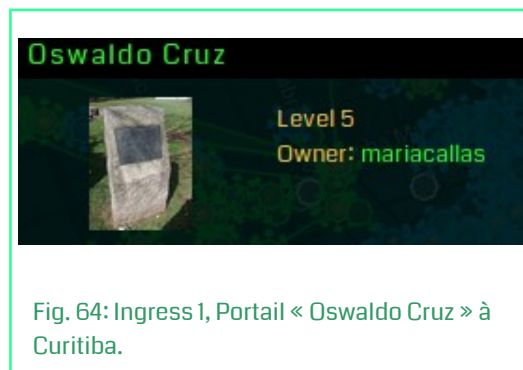 Oswaldo Cruz
Level 5
Owner: mariacallas
Fig. 64: Ingress 1, Portail « Oswaldo Cruz » à
Curitiba.